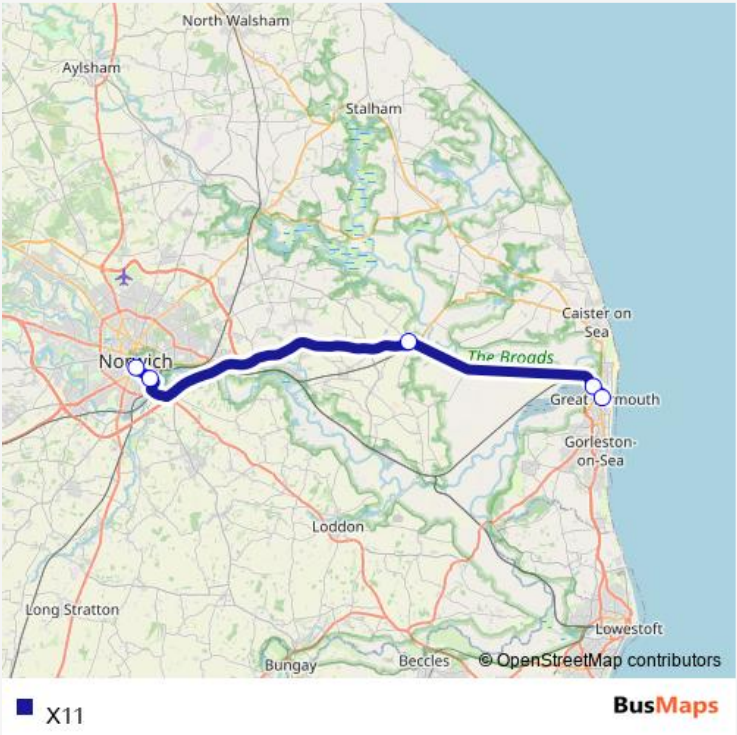 North Walsham
Aylsham
Stalham
Caister on
Sea
Norwich
The Broads
Great
mouth
Gorleston-
on-Sea
Loddon
Long Stratton
Lowestoft
Bungay
Beccles
© OpenStreetMap contributors
X11
BusMaps